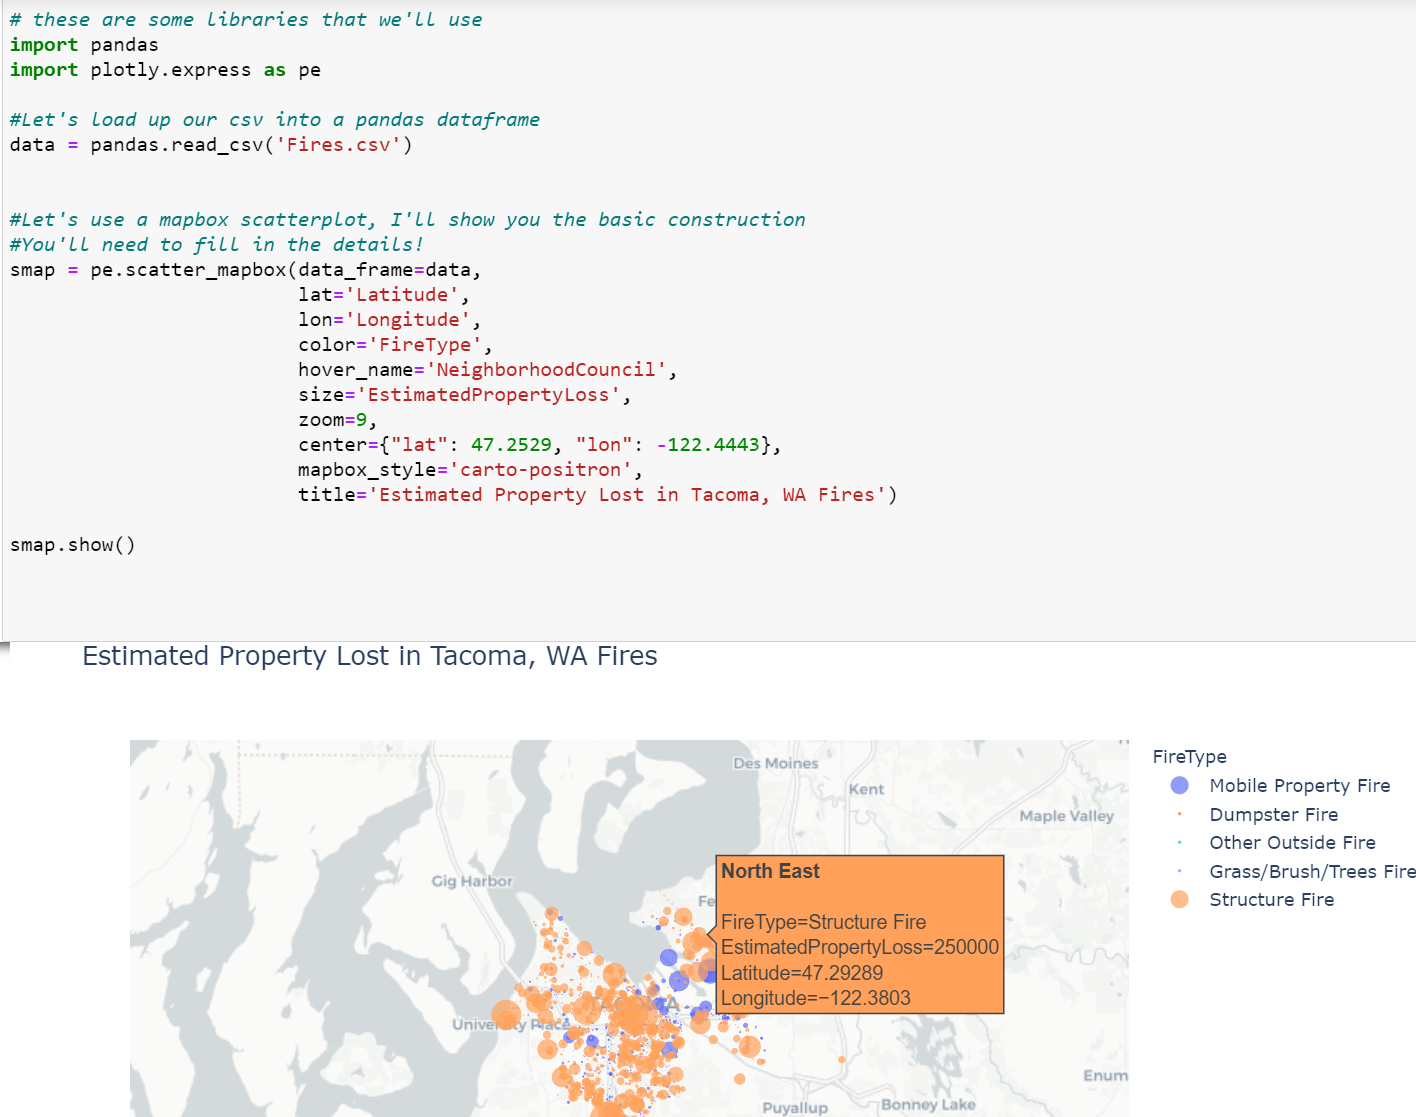 # these are some libraries that we'll use
import pandas
import plotly.express as pe
#Let's load up our csv into a pandas dataframe
data = pandas.read_csv('Fires.csv')
#Let's use a mapbox scatterplot, I'll show you the basic construction
#You'll need to fill in the details!
smap = pe.scatter_mapbox(data_frame=data,
lat='Latitude',
lon='Longitude',
color='FireType',
hover_name='NeighborhoodCouncil',
size='EstimatedPropertyLoss',
zoom=9,
center={"lat": 47.2529, "lon": -122.4443},
mapbox_style='carto-positron',
title='Estimated Property Lost in Tacoma, WA Fires')
smap.show()
Estimated Property Lost in Tacoma, WA Fires
Des Moines
Kent
Maple Valley
Gig Harbor
Fe
North East
FireType=Structure Fire
EstimatedPropertyLoss=250000
Latitude=47.29289
Longitude=−122.3803
TACOMA
University Place
Enum
Puyallup
Bonney Lake
FireType
Mobile Property Fire
Dumpster Fire
Other Outside Fire
Grass/Brush/Trees Fire
Structure Fire